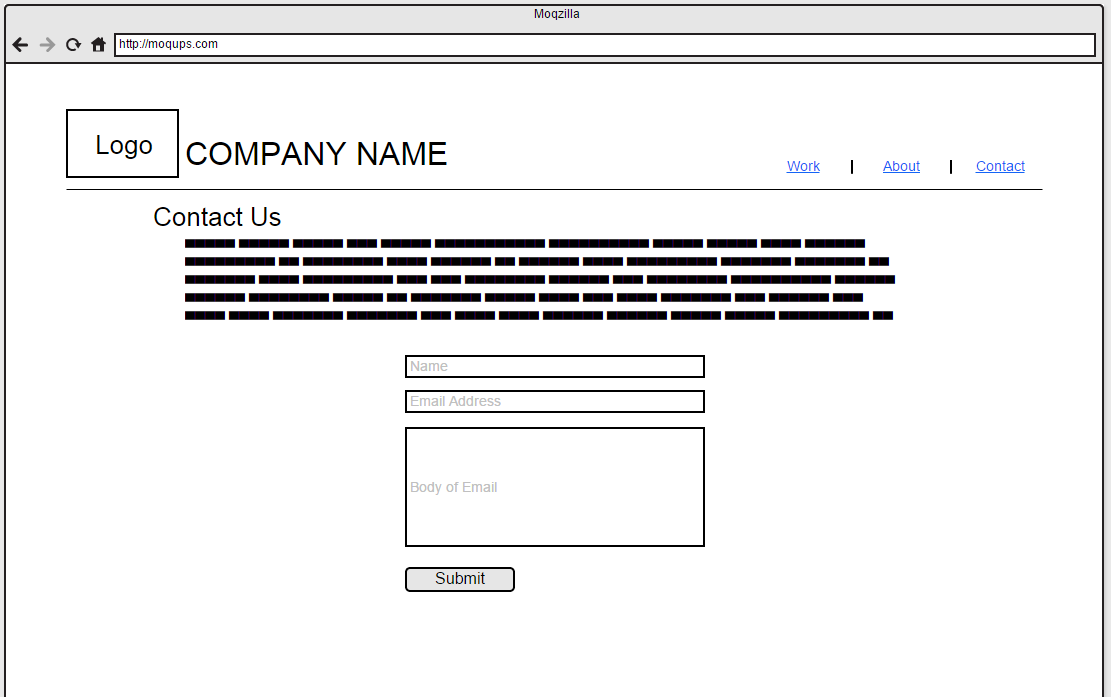 Moqzilla
http://moqups.com
Logo
COMPANY NAME
Work | About | Contact
Contact Us
Name
Email Address
Body of Email
Submit